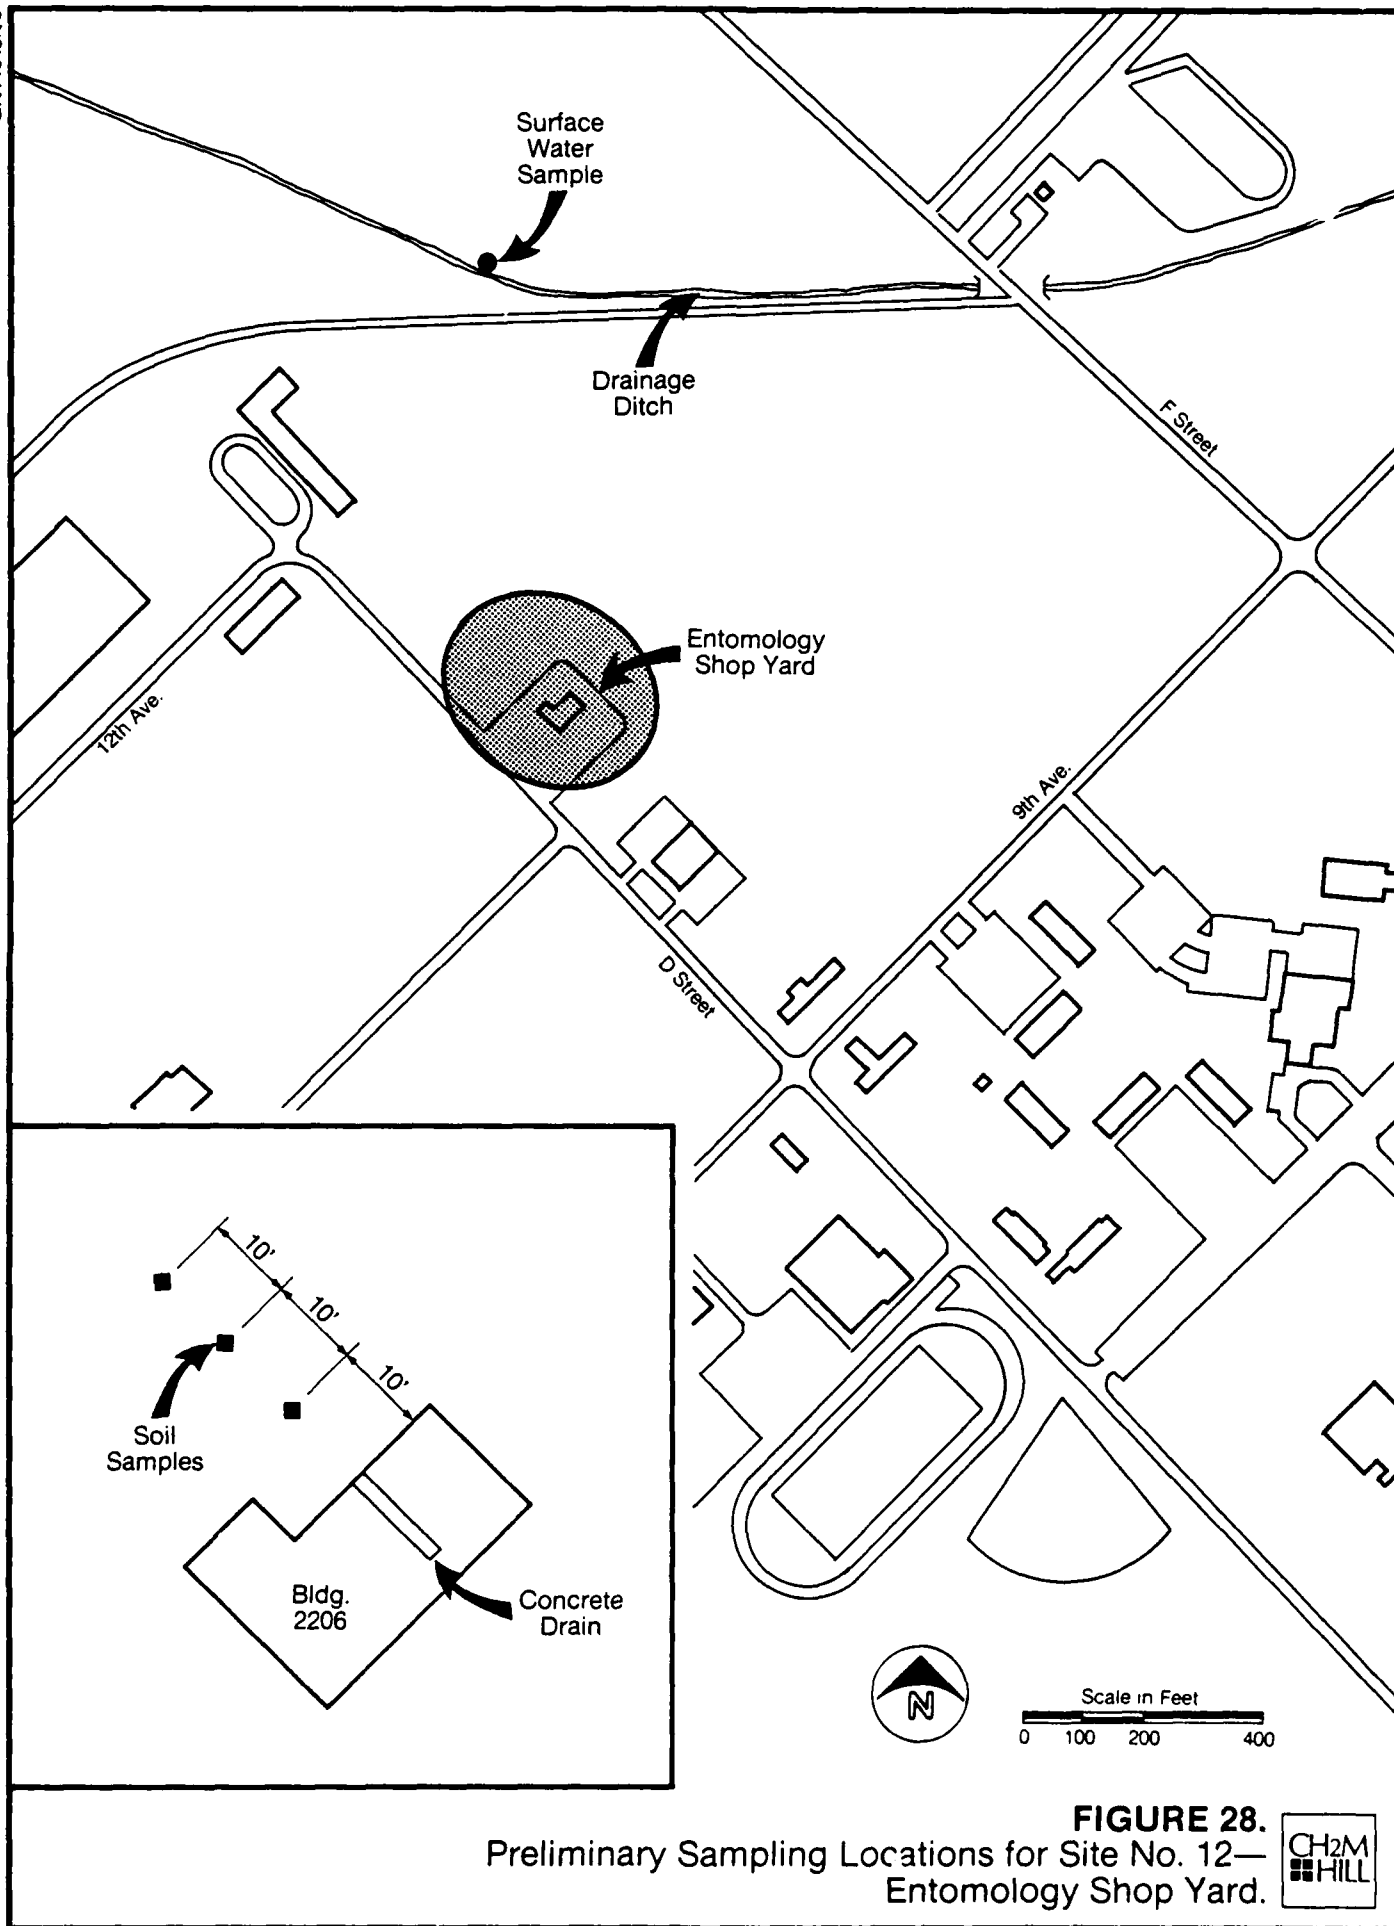 Surface
Water
Sample
Drainage
Ditch
F Street
Entomology
Shop Yard
12th Ave.
9th Ave.
D Street
10'
10'
10'
Soil
Samples
Bldg.
2206
Concrete
Drain
N
Scale in Feet
0 100 200 400
FIGURE 28.
Preliminary Sampling Locations for Site No. 12—
Entomology Shop Yard.
CH2M
HILL